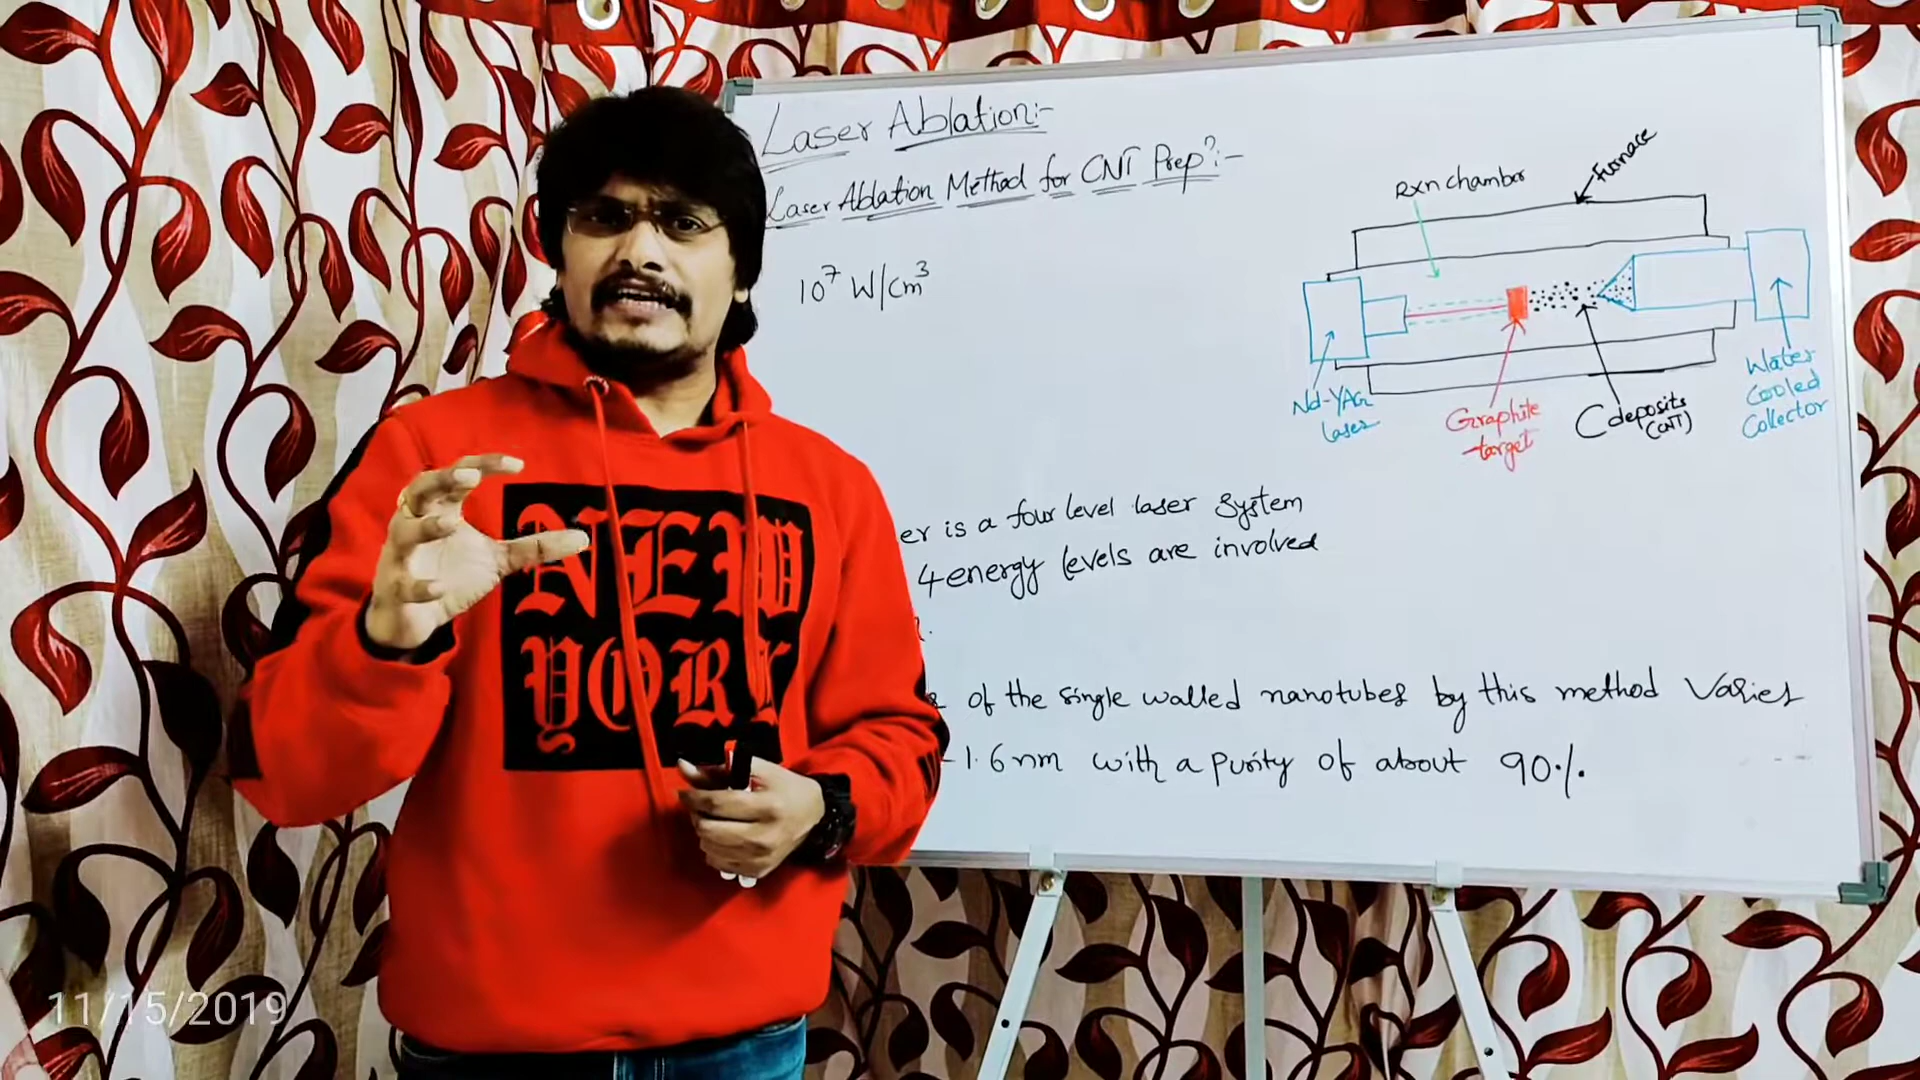 Laser Ablation:-
Laser Ablation Method for CNT Prep?:-
10⁷ W/cm³
Rxn chamber
Furnace
Nd-YAG
laser
Graphite
target
C deposits
(CNT)
Water
Cooled
Collector
er is a four level laser system
4 energy levels are involved
of the single walled nanotubes by this method varies
- 1.6 nm with a purity of about 90%
NEW
YORK
11/15/2019